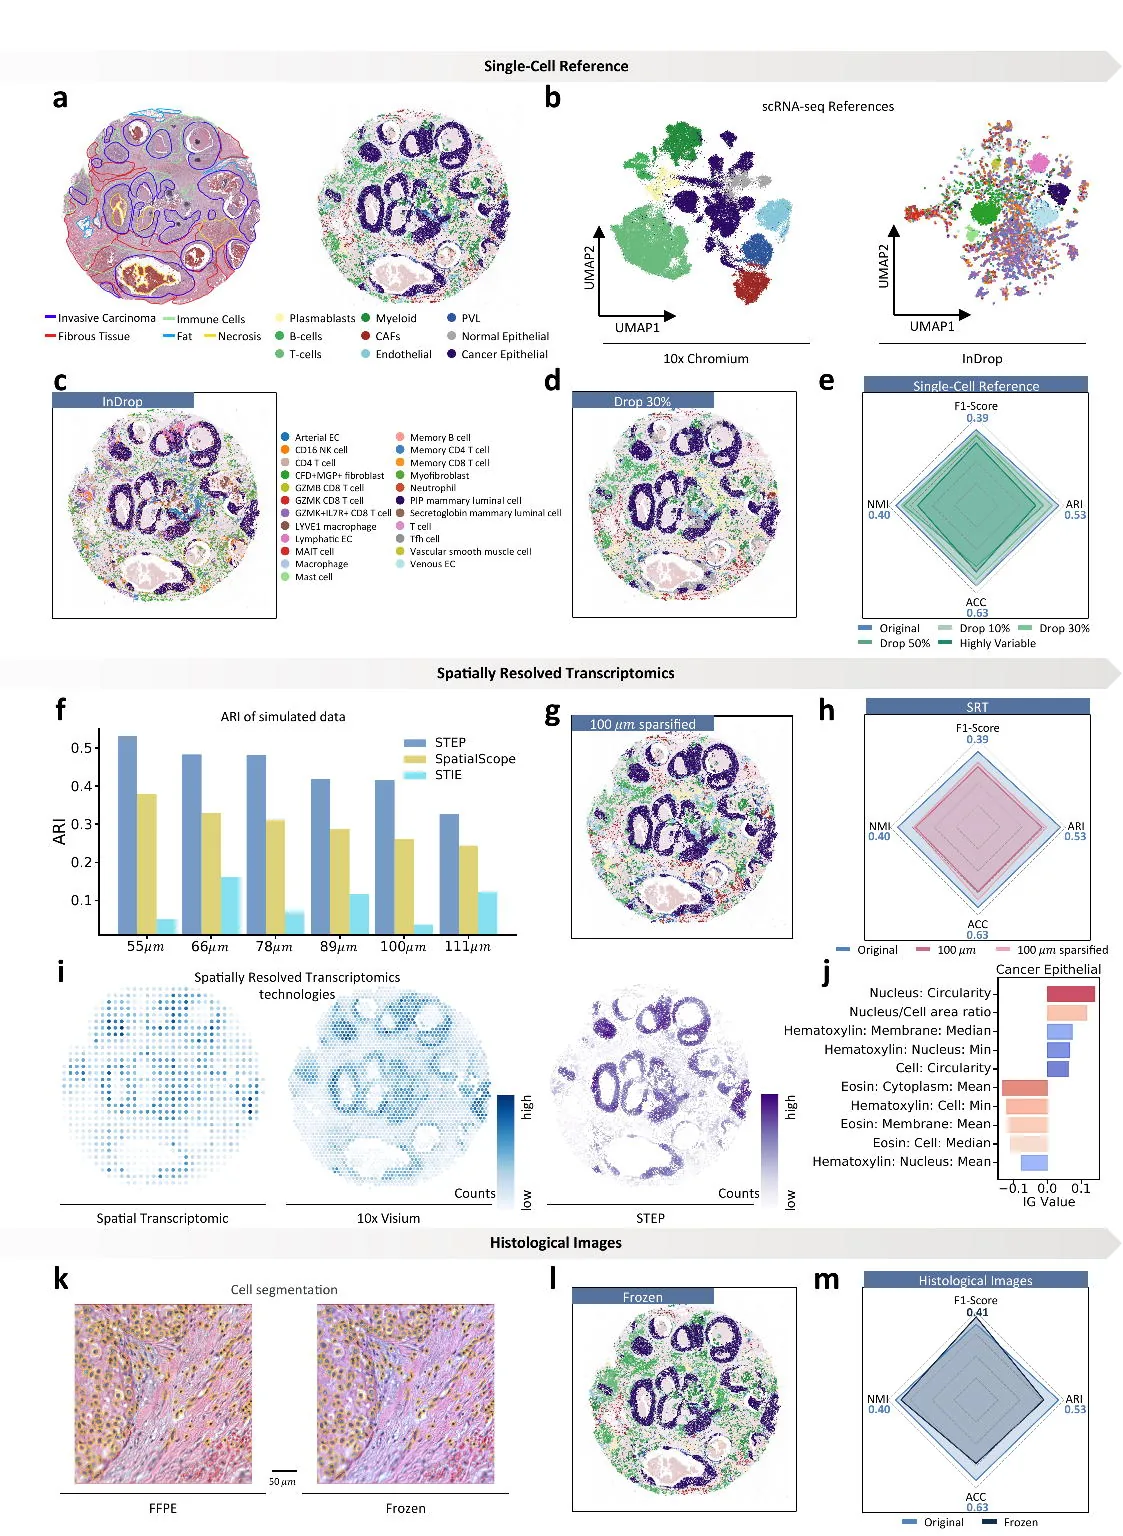 Single-Cell Reference
a
Invasive Carcinoma
Immune Cells
Fibrous Tissue
Fat
Necrosis
Plasmablasts
Myeloid
PVL
B-cells
CAFs
Normal Epithelial
T-cells
Endothelial
Cancer Epithelial
b
scRNA-seq References
UMAP2
UMAP1
10x Chromium
UMAP2
UMAP1
InDrop
c
InDrop
Arterial EC
CD16 NK cell
CD4 T cell
CFD+MGP+ fibroblast
GZMB CD8 T cell
GZMK CD8 T cell
GZMK+IL7R+ CD8 T cell
LYVE1 macrophage
Lymphatic EC
MAIT cell
Macrophage
Mast cell
Memory B cell
Memory CD4 T cell
Memory CD8 T cell
Myofibroblast
Neutrophil
PIP mammary luminal cell
Secretoglobin mammary luminal cell
T cell
Tfh cell
Vascular smooth muscle cell
Venous EC
d
Drop 30%
e
Single-Cell Reference
F1-Score
0.39
NMI
0.40
ARI
0.53
ACC
0.63
Original
Drop 10%
Drop 30%
Drop 50%
Highly Variable
Spatially Resolved Transcriptomics
f
ARI of simulated data
STEP
SpatialScope
STIE
ARI
0.5
0.4
0.3
0.2
0.1
55μm 66μm 78μm 89μm 100μm 111μm
g
100 μm sparsified
h
SRT
F1-Score
0.39
NMI
0.40
ARI
0.53
ACC
0.63
Original
100 μm
100 μm sparsified
i
Spatially Resolved Transcriptomics
technologies
Counts
high
low
Counts
high
low
Spatial Transcriptomic
10x Visium
STEP
j
Cancer Epithelial
Nucleus: Circularity
Nucleus/Cell area ratio
Hematoxylin: Membrane: Median
Hematoxylin: Nucleus: Min
Cell: Circularity
Eosin: Cytoplasm: Mean
Hematoxylin: Cell: Min
Eosin: Membrane: Mean
Eosin: Cell: Median
Hematoxylin: Nucleus: Mean
−0.1 0.0 0.1
IG Value
Histological Images
k
Cell segmentation
50 μm
FFPE
Frozen
l
Frozen
m
Histological Images
F1-Score
0.41
NMI
0.40
ARI
0.53
ACC
0.63
Original
Frozen